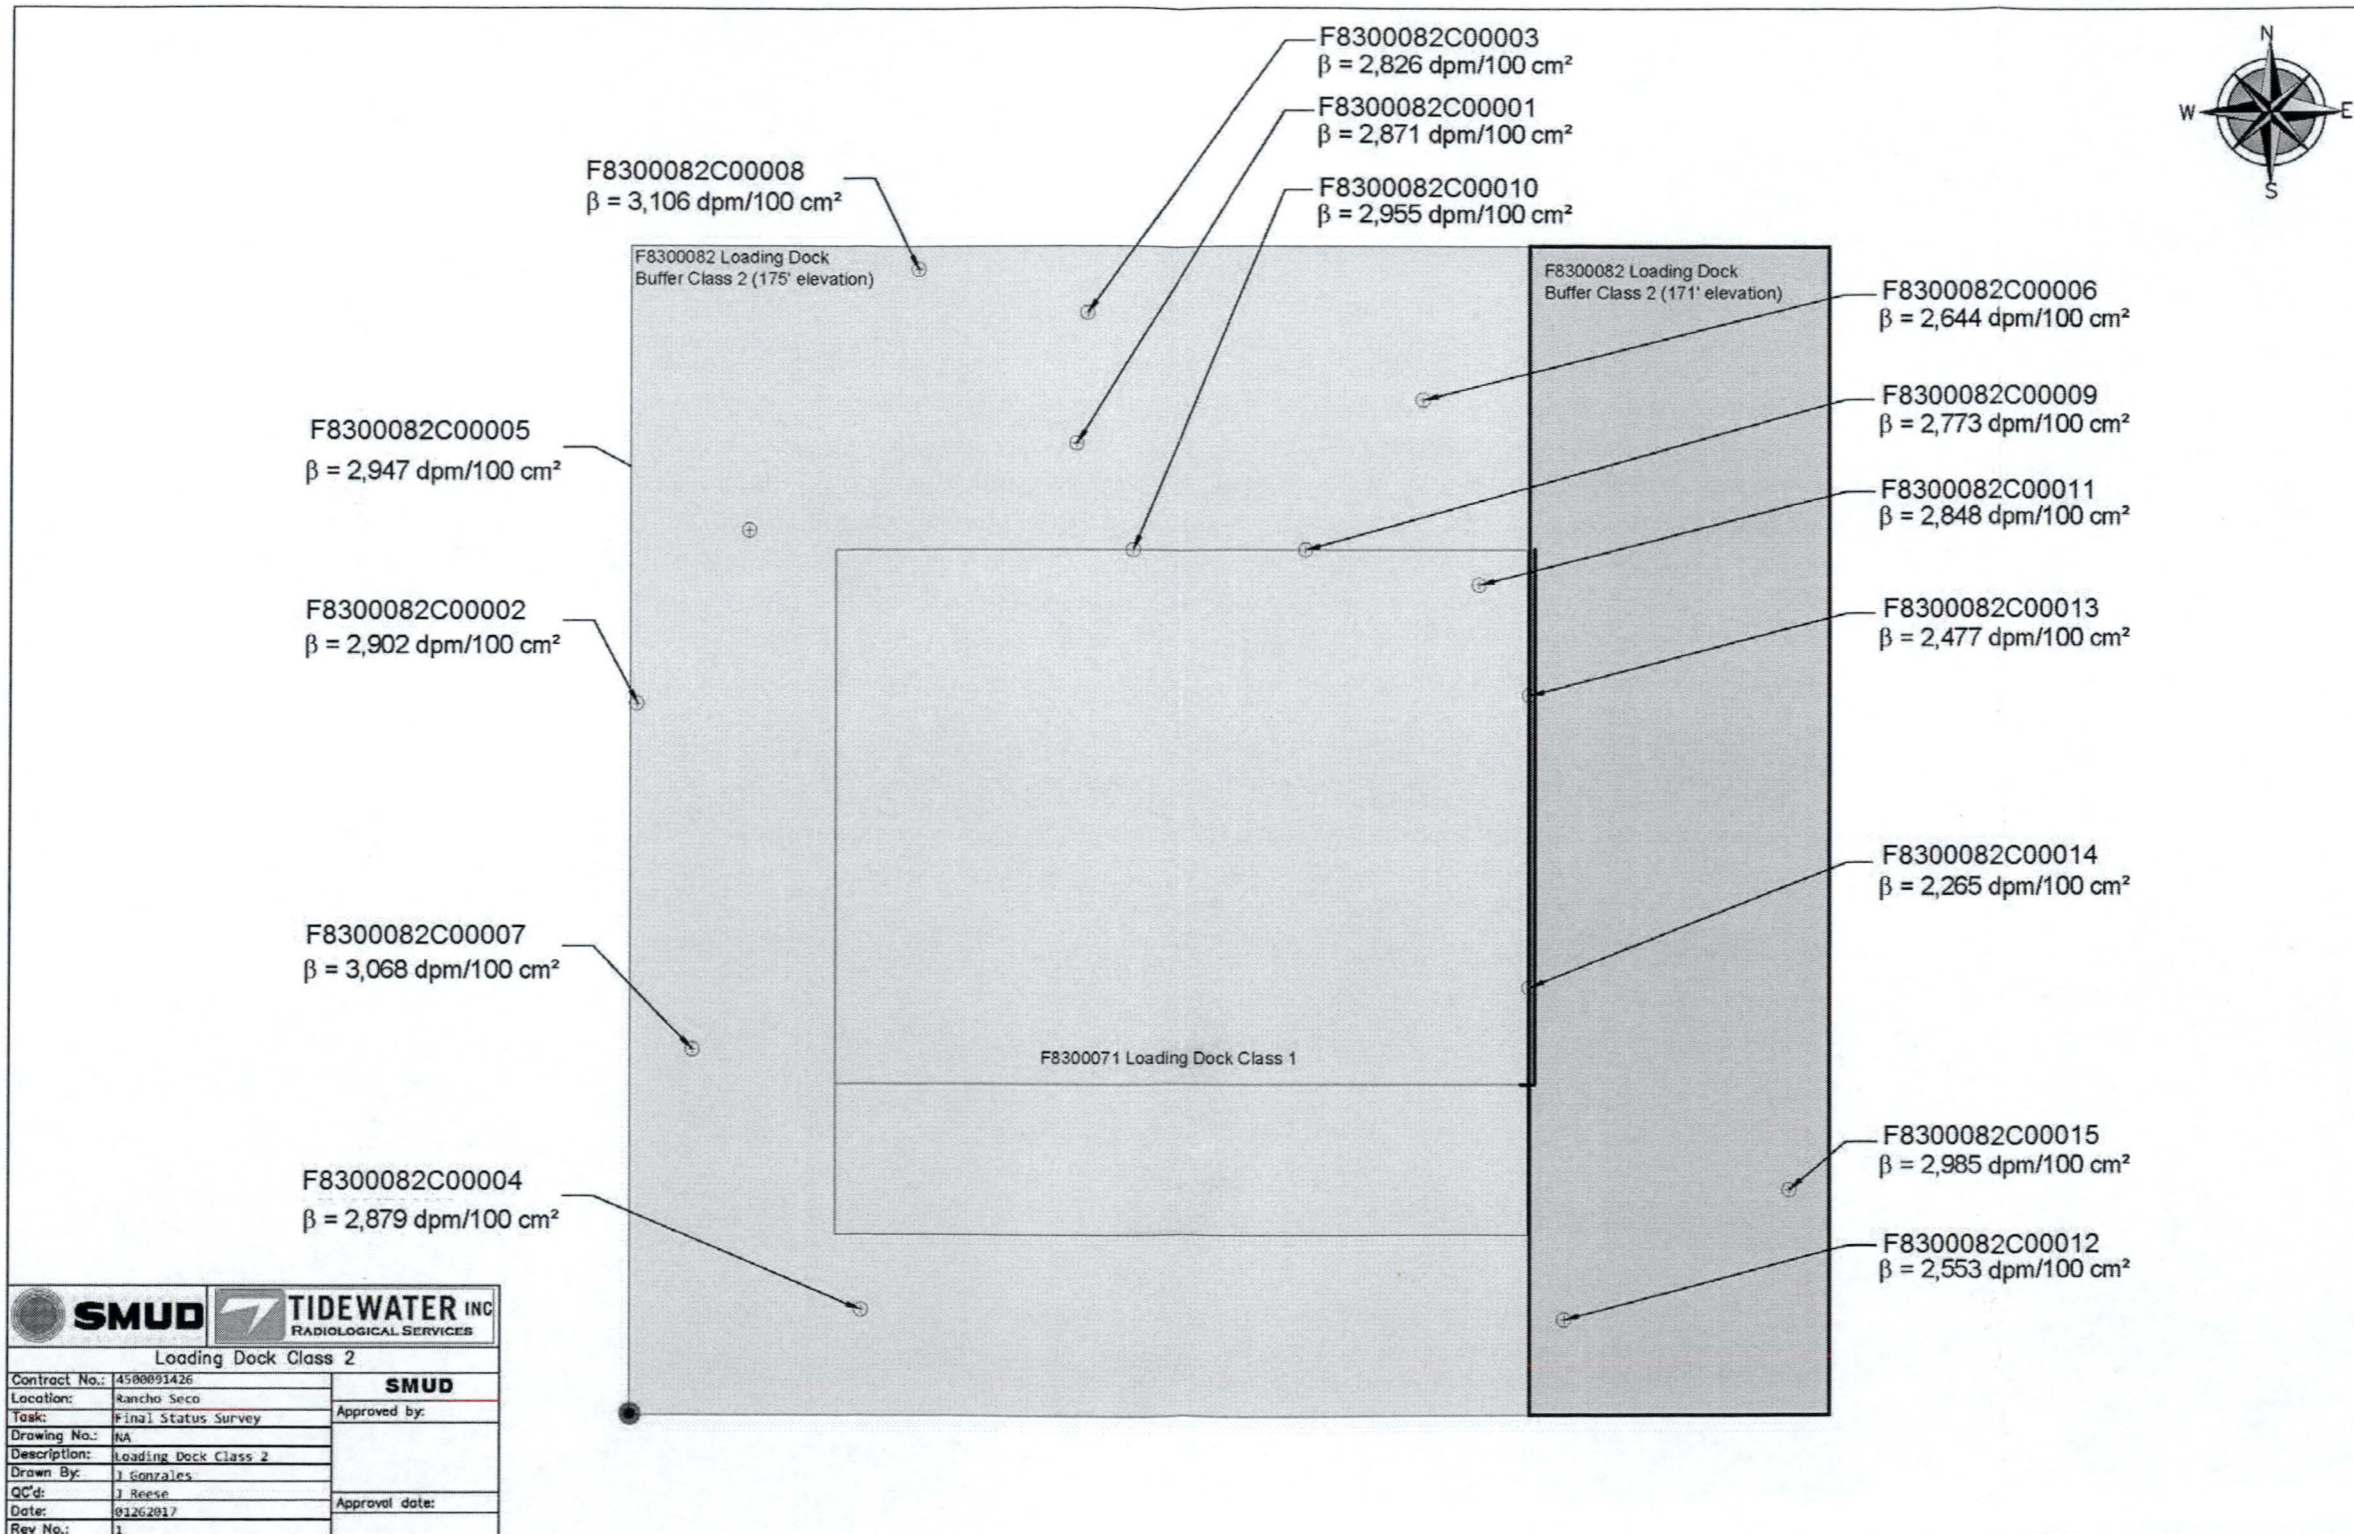 F8300082C00003
β = 2,826 dpm/100 cm²
F8300082C00001
β = 2,871 dpm/100 cm²
F8300082C00010
β = 2,955 dpm/100 cm²
F8300082C00008
β = 3,106 dpm/100 cm²
N
W
E
S
F8300082 Loading Dock
Buffer Class 2 (175' elevation)
F8300082 Loading Dock
Buffer Class 2 (171' elevation)
F8300082C00006
β = 2,644 dpm/100 cm²
F8300082C00009
β = 2,773 dpm/100 cm²
F8300082C00005
β = 2,947 dpm/100 cm²
F8300082C00011
β = 2,848 dpm/100 cm²
F8300082C00002
β = 2,902 dpm/100 cm²
F8300082C00013
β = 2,477 dpm/100 cm²
F8300082C00014
β = 2,265 dpm/100 cm²
F8300082C00007
β = 3,068 dpm/100 cm²
F8300071 Loading Dock Class 1
F8300082C00015
β = 2,985 dpm/100 cm²
F8300082C00004
β = 2,879 dpm/100 cm²
F8300082C00012
β = 2,553 dpm/100 cm²
SMUD
TIDEWATER INC
RADIOLOGICAL SERVICES
Loading Dock Class 2
Contract No.: 4500091426
Location: Rancho Seco
Task: Final Status Survey
Drawing No.: NA
Description: Loading Dock Class 2
Drawn By: J Gonzales
QC'd: J Reese
Date: 01262017
Rev No.: 1
SMUD
Approved by:
Approval date: